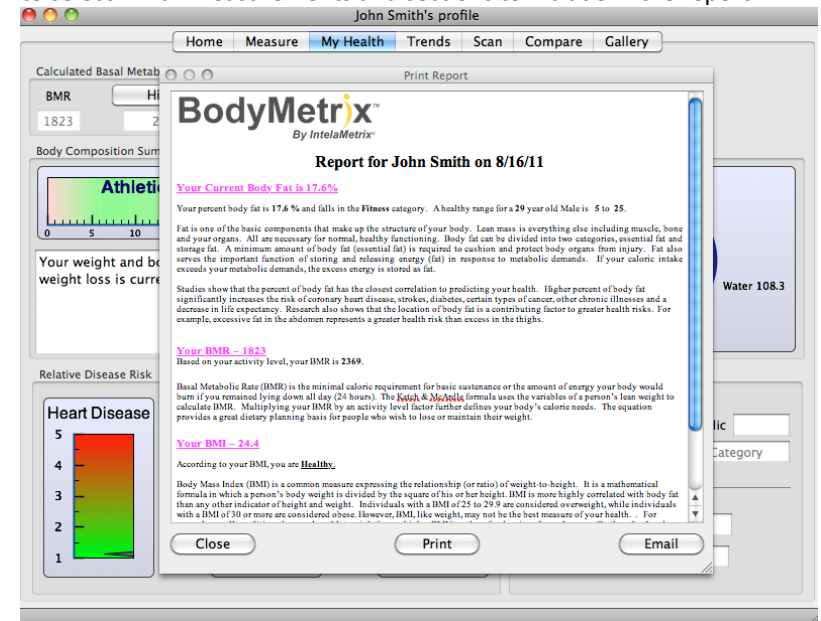 John Smith's profile
Home Measure My Health Trends Scan Compare Gallery
Calculated Basal Metab
Print Report
BMR Hi
1823 2
BodyMetrix™
By IntelaMetrix
Report for John Smith on 8/16/11
Body Composition Sum
Athleti
Your Current Body Fat is 17.6%
Your percent body fat is 17.6 % and falls in the Fitness category. A healthy range for a 29 year old Male is 5 to 25.
0 5 10
Fat is one of the basic components that make up the structure of your body. Lean mass is everything else including muscle, bone
and your organs. All are necessary for normal, healthy functioning. Body fat can be divided into two categories, essential fat and
storage fat. A minimum amount of body fat (essential fat) is required to cushion and protect body organs from injury. Fat also
serves the important function of storing and releasing energy (fat) in response to metabolic demands. If your caloric intake
exceeds your metabolic demands, the excess energy is stored as fat.
Your weight and bo
weight loss is curre
Water 108.3
Studies show that the percent of body fat has the closest correlation to predicting your health. Higher percent of body fat
significantly increases the risk of coronary heart disease, strokes, diabetes, certain types of cancer, other chronic illnesses and a
decrease in life expectancy. Research also shows that the location of body fat is a contributing factor to greater health risks. For
example, excessive fat in the abdomen represents a greater health risk than excess in the thighs.
Your BMR – 1823
Based on your activity level, your BMR is 2369.
Relative Disease Risk
Basal Metabolic Rate (BMR) is the minimal caloric requirement for basic sustenance or the amount of energy your body would
burn if you remained lying down all day (24 hours). The Katch & McArdle formula uses the variables of a person's lean weight to
calculate BMR. Multiplying your BMR by an activity level factor further defines your body's calorie needs. The equation
provides a great dietary planning basis for people who wish to lose or maintain their weight.
Heart Disease
5
4
3
2
1
lic
Category
Your BMI – 24.4
According to your BMI, you are Healthy.
Body Mass Index (BMI) is a common measure expressing the relationship (or ratio) of weight-to-height. It is a mathematical
formula in which a person's body weight is divided by the square of his or her height. BMI is more highly correlated with body fat
than any other indicator of height and weight. Individuals with a BMI of 25 to 29.9 are considered overweight, while individuals
with a BMI of 30 or more are considered obese. However, BMI, like weight, may not be the best measure of your health. . For
Close Print Email